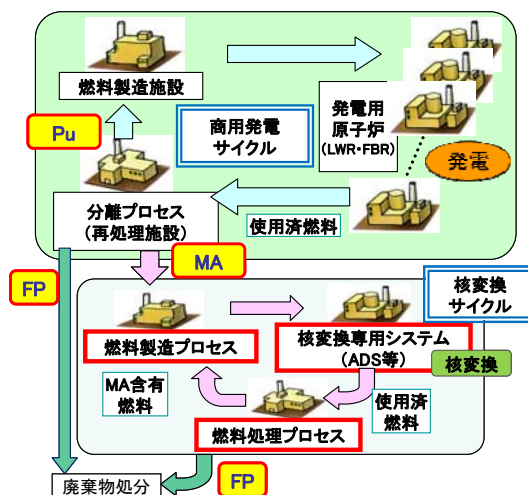 燃料製造施設
Pu
商用発電
サイクル
発電用
原子炉
(LWR・FBR)
発電
分離プロセス
(再処理施設)
使用済燃料
MA
FP
核変換
サイクル
燃料製造プロセス
核変換専用システム
(ADS等)
核変換
MA含有
燃料
使用済
燃料
燃料処理プロセス
FP
廃棄物処分